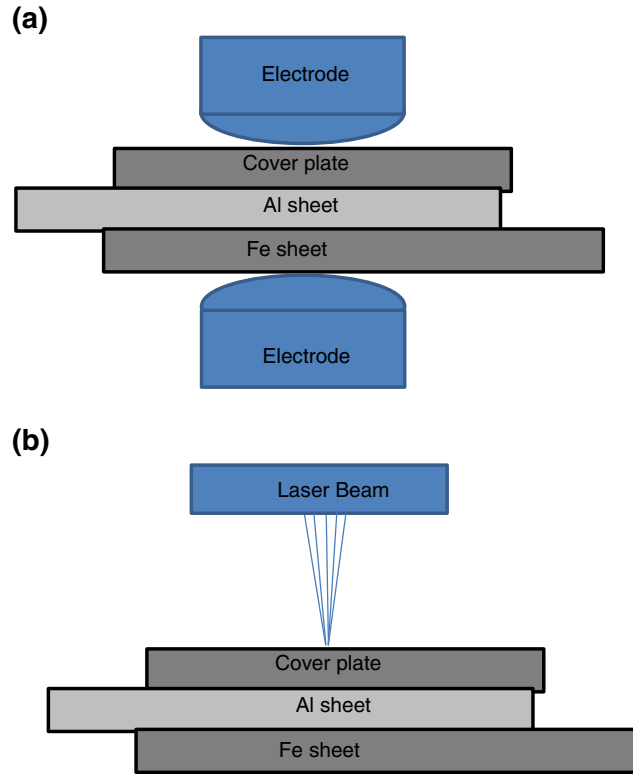 (a)
Electrode
Cover plate
Al sheet
Fe sheet
Electrode
(b)
Laser Beam
Cover plate
Al sheet
Fe sheet